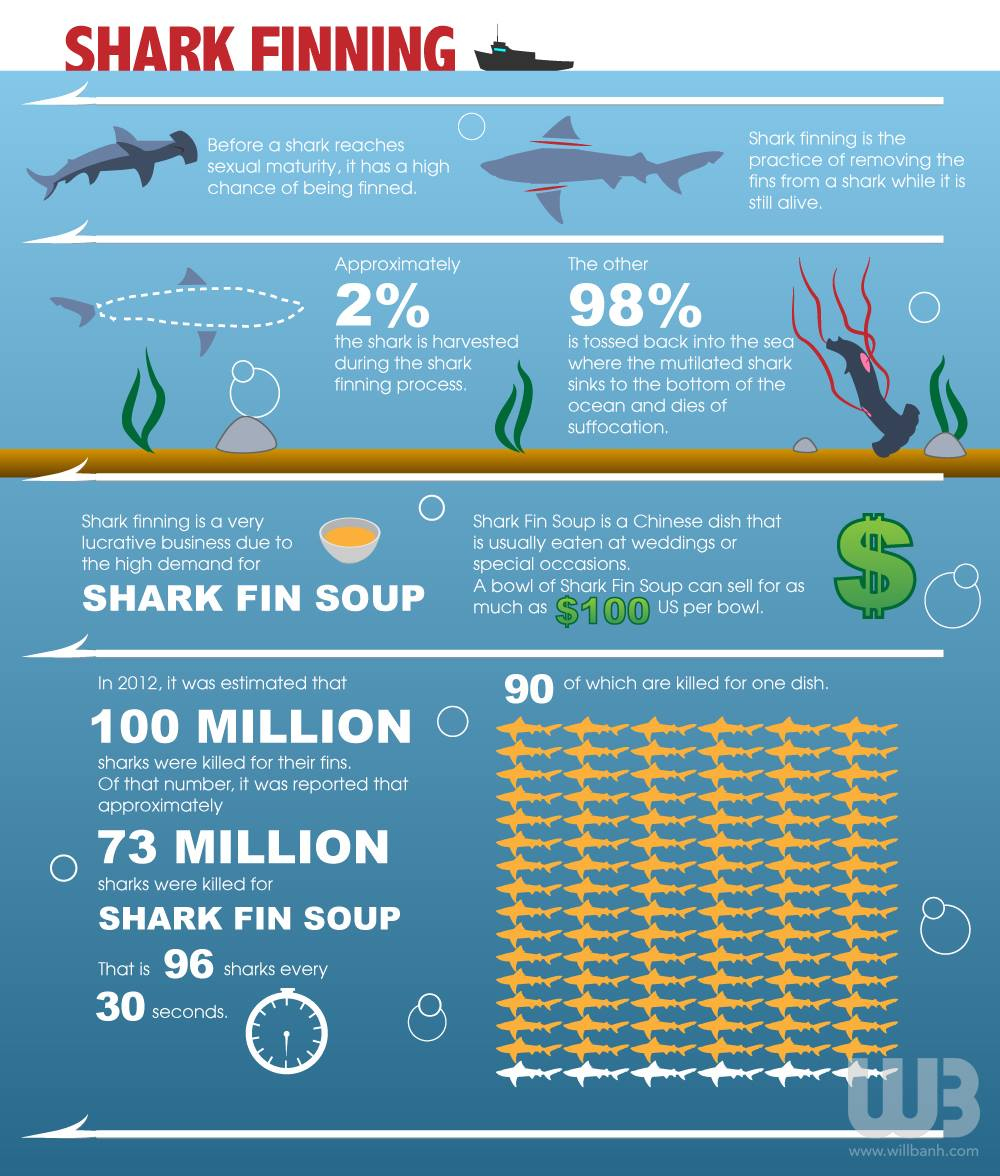 SHARK FINNING
Before a shark reaches
sexual maturity, it has a high
chance of being finned.
Shark finning is the
practice of removing the
fins from a shark while it is
still alive.
Approximately
2%
the shark is harvested
during the shark
finning process.
The other
98%
is tossed back into the sea
where the mutilated shark
sinks to the bottom of the
ocean and dies of
suffocation.
Shark finning is a very
lucrative business due to
the high demand for
SHARK FIN SOUP
Shark Fin Soup is a Chinese dish that
is usually eaten at weddings or
special occasions.
A bowl of Shark Fin Soup can sell for as
much as $100 US per bowl.
$
In 2012, it was estimated that
100 MILLION
sharks were killed for their fins.
Of that number, it was reported that
approximately
73 MILLION
sharks were killed for
SHARK FIN SOUP
That is 96 sharks every
30 seconds.
90 of which are killed for one dish.
WB
www.willbanh.com